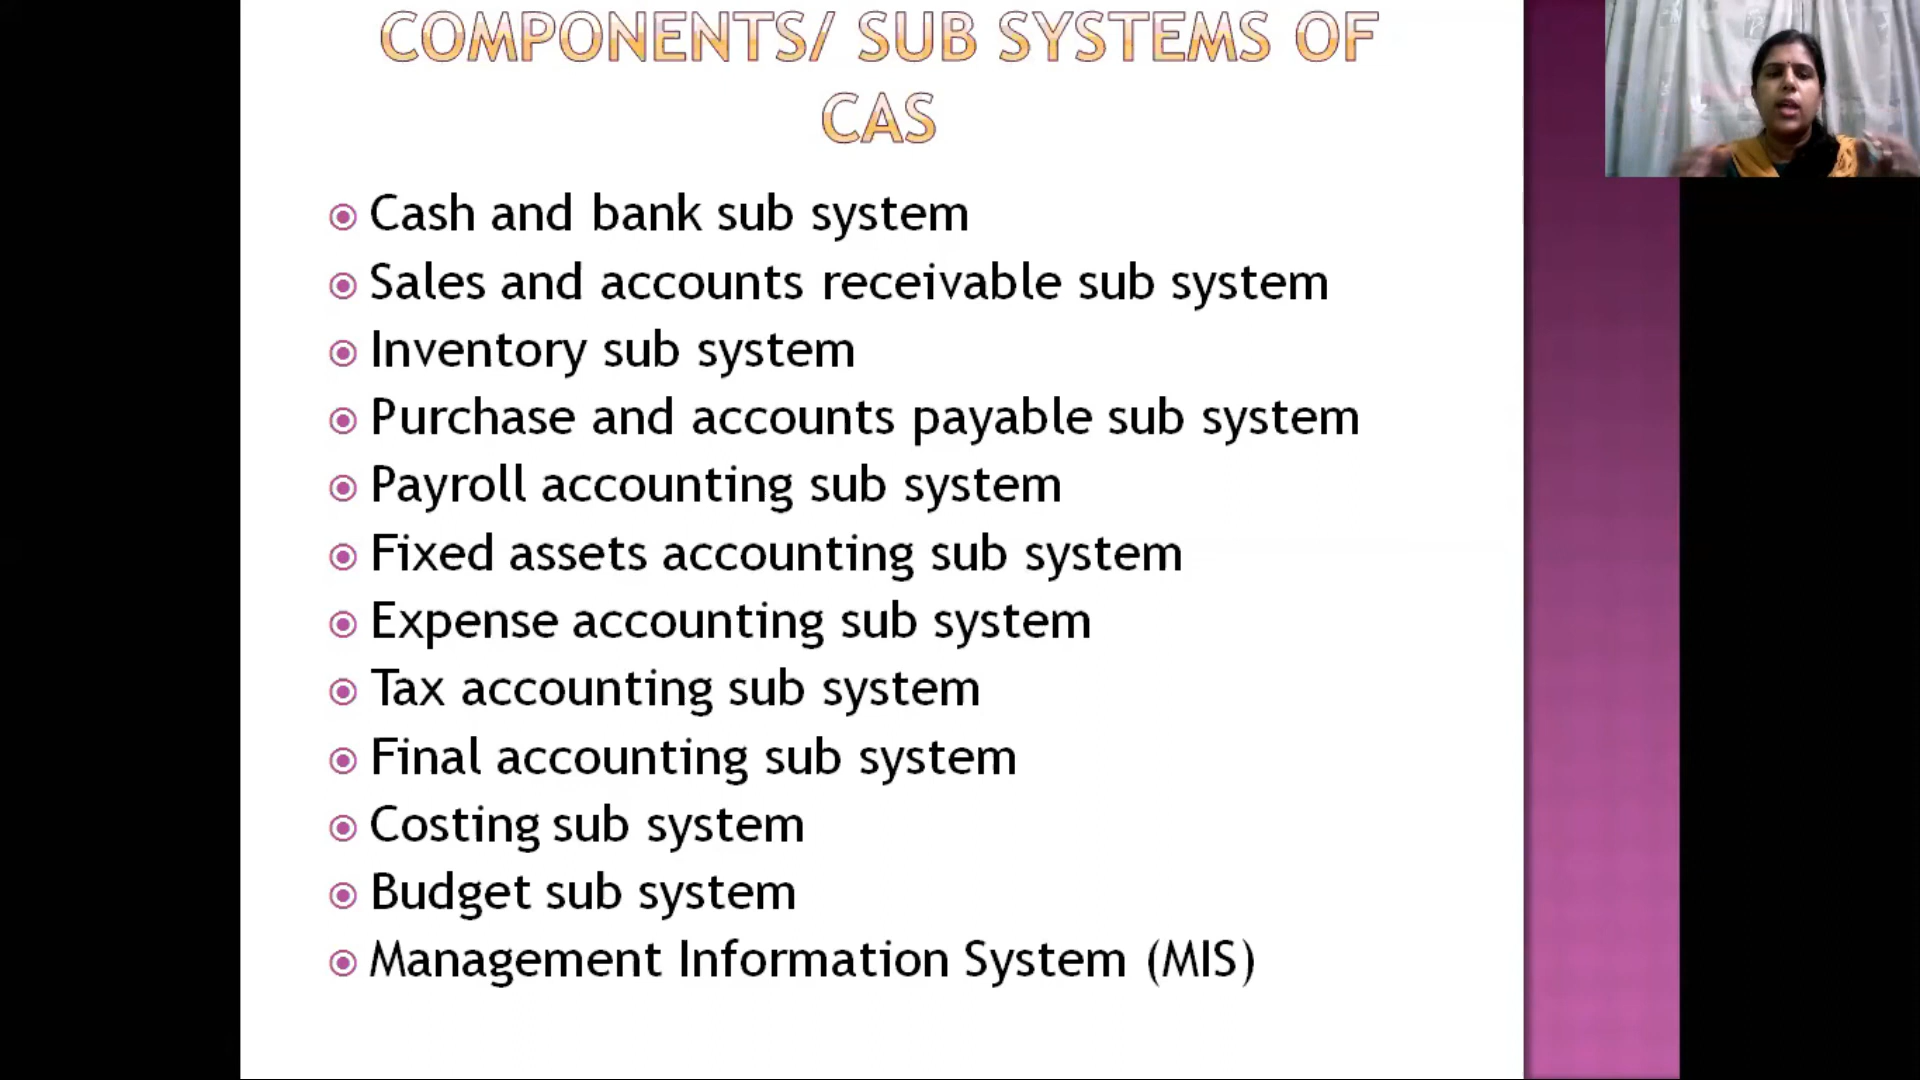 COMPONENTS/ SUB SYSTEMS OF
CAS
Cash and bank sub system
Sales and accounts receivable sub system
Inventory sub system
Purchase and accounts payable sub system
Payroll accounting sub system
Fixed assets accounting sub system
Expense accounting sub system
Tax accounting sub system
Final accounting sub system
Costing sub system
Budget sub system
Management Information System (MIS)